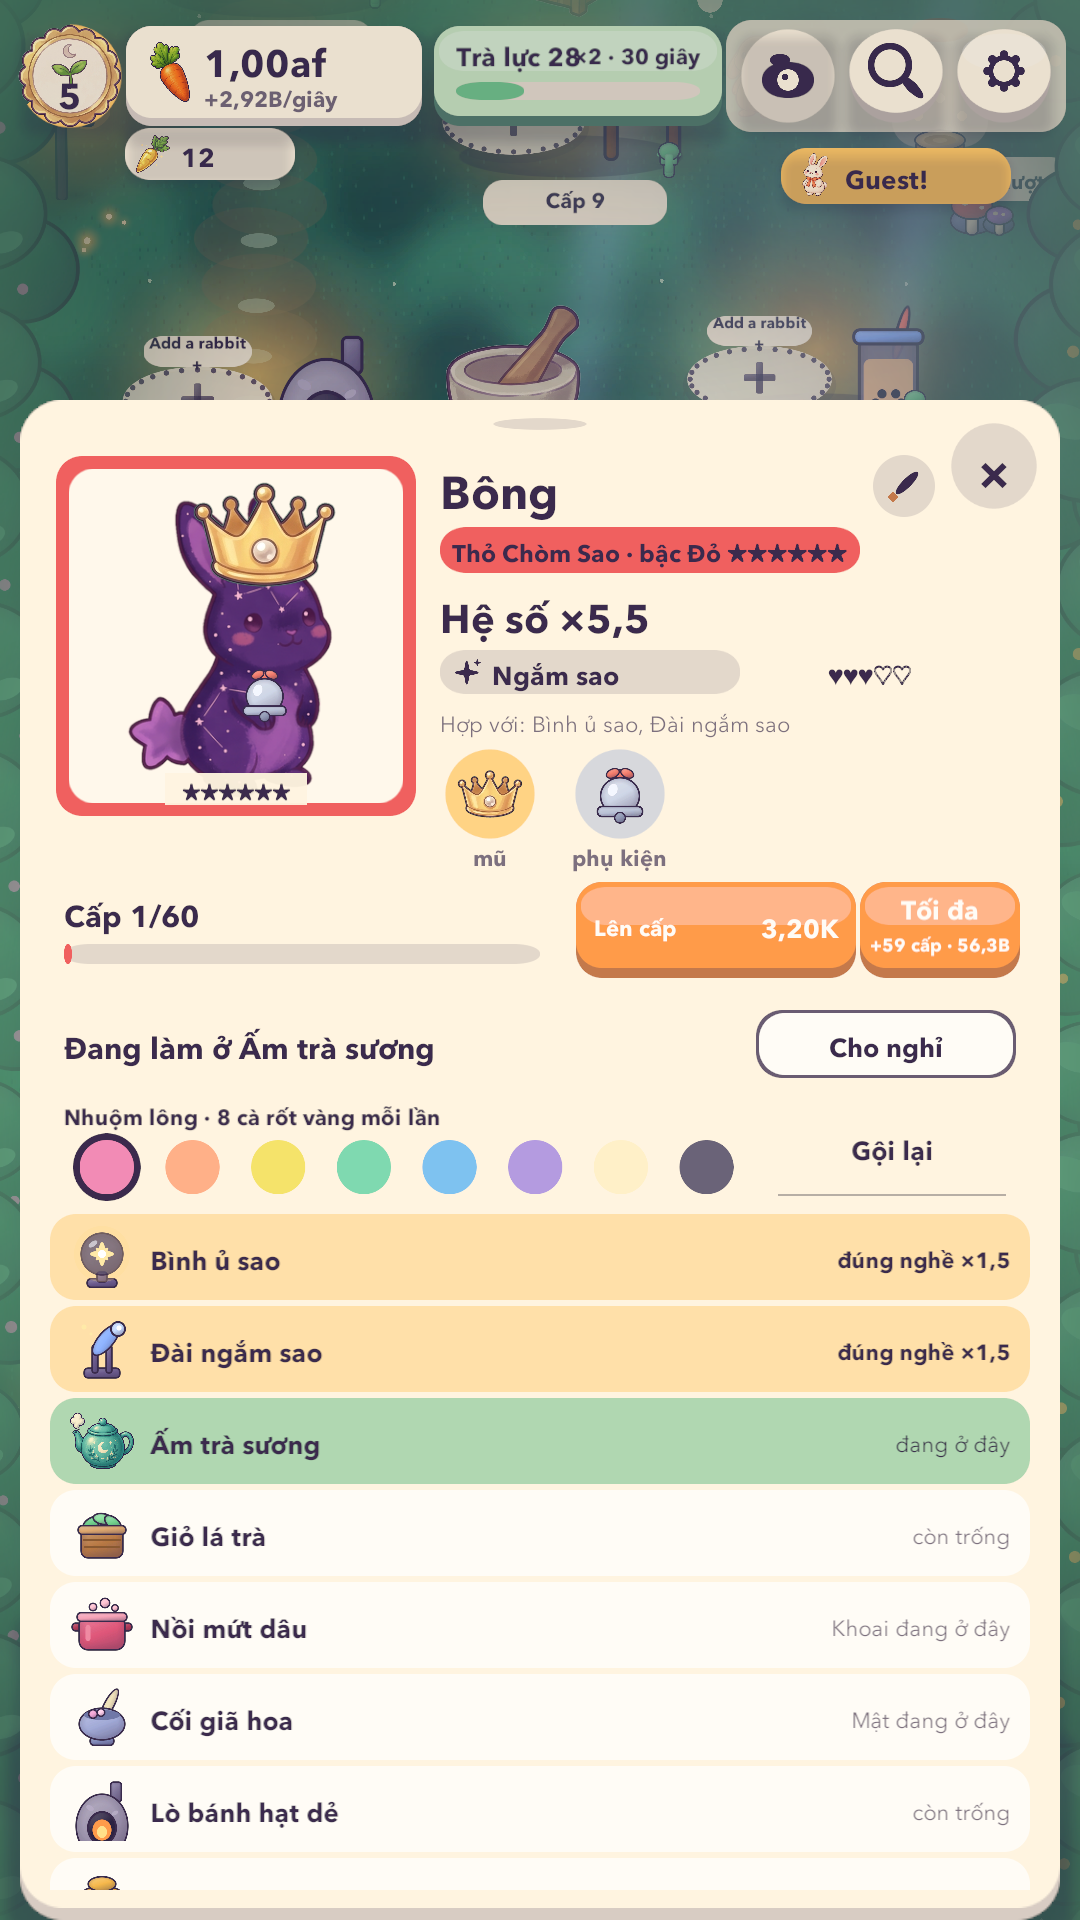 5
1,00af
+2,92B/giây
12
Trà lực 28×2 · 30 giây
Guest!
Cấp 9
Add a rabbit
+
Add a rabbit
+
Bông
Thỏ Chòm Sao · bậc Đỏ ★★★★★★
Hệ số ×5,5
Ngắm sao
♥♥♥♡♡
Hợp với: Bình ủ sao, Đài ngắm sao
★★★★★★
mũ
phụ kiện
Cấp 1/60
Lên cấp 3,20K
Tối đa
+59 cấp · 56,3B
Đang làm ở Ấm trà sương
Cho nghỉ
Nhuộm lông · 8 cà rốt vàng mỗi lần
Gội lại
Bình ủ sao
đúng nghề ×1,5
Đài ngắm sao
đúng nghề ×1,5
Ấm trà sương
đang ở đây
Giỏ lá trà
còn trống
Nồi mứt dâu
Khoai đang ở đây
Cối giã hoa
Mật đang ở đây
Lò bánh hạt dẻ
còn trống